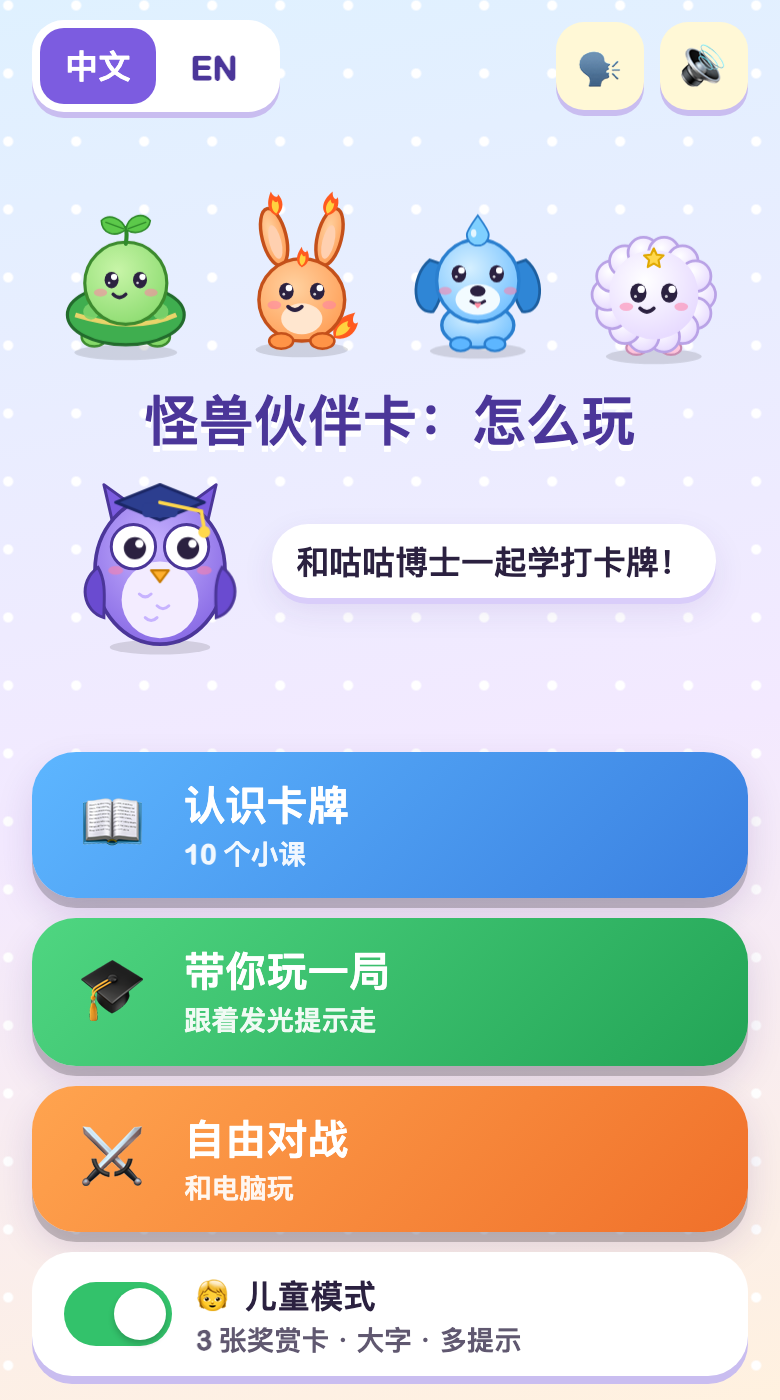 中文 EN
怪兽伙伴卡：怎么玩
和咕咕博士一起学打卡牌！
认识卡牌
10 个小课
带你玩一局
跟着发光提示走
自由对战
和电脑玩
儿童模式
3 张奖赏卡 · 大字 · 多提示